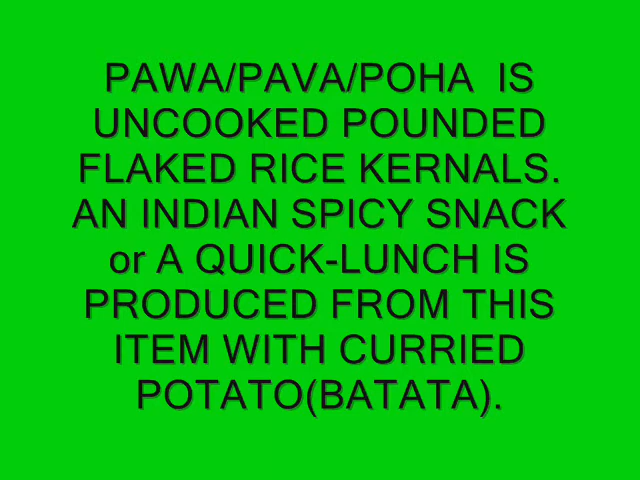 PAWA/PAVA/POHA  IS
UNCOOKED POUNDED
FLAKED RICE KERNALS.
AN INDIAN SPICY SNACK
or A QUICK-LUNCH IS
PRODUCED FROM THIS
ITEM WITH CURRIED
POTATO(BATATA).